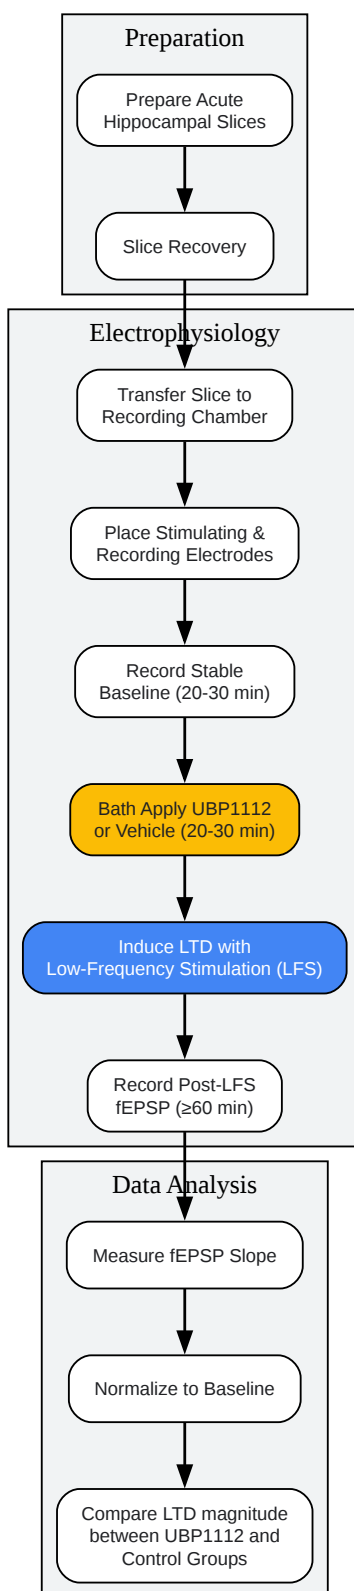 Preparation
Prepare Acute
Hippocampal Slices
Slice Recovery
Electrophysiology
Transfer Slice to
Recording Chamber
Place Stimulating &
Recording Electrodes
Record Stable
Baseline (20-30 min)
Bath Apply UBP1112
or Vehicle (20-30 min)
Induce LTD with
Low-Frequency Stimulation (LFS)
Record Post-LFS
fEPSP (≥60 min)
Data Analysis
Measure fEPSP Slope
Normalize to Baseline
Compare LTD magnitude
between UBP1112 and
Control Groups